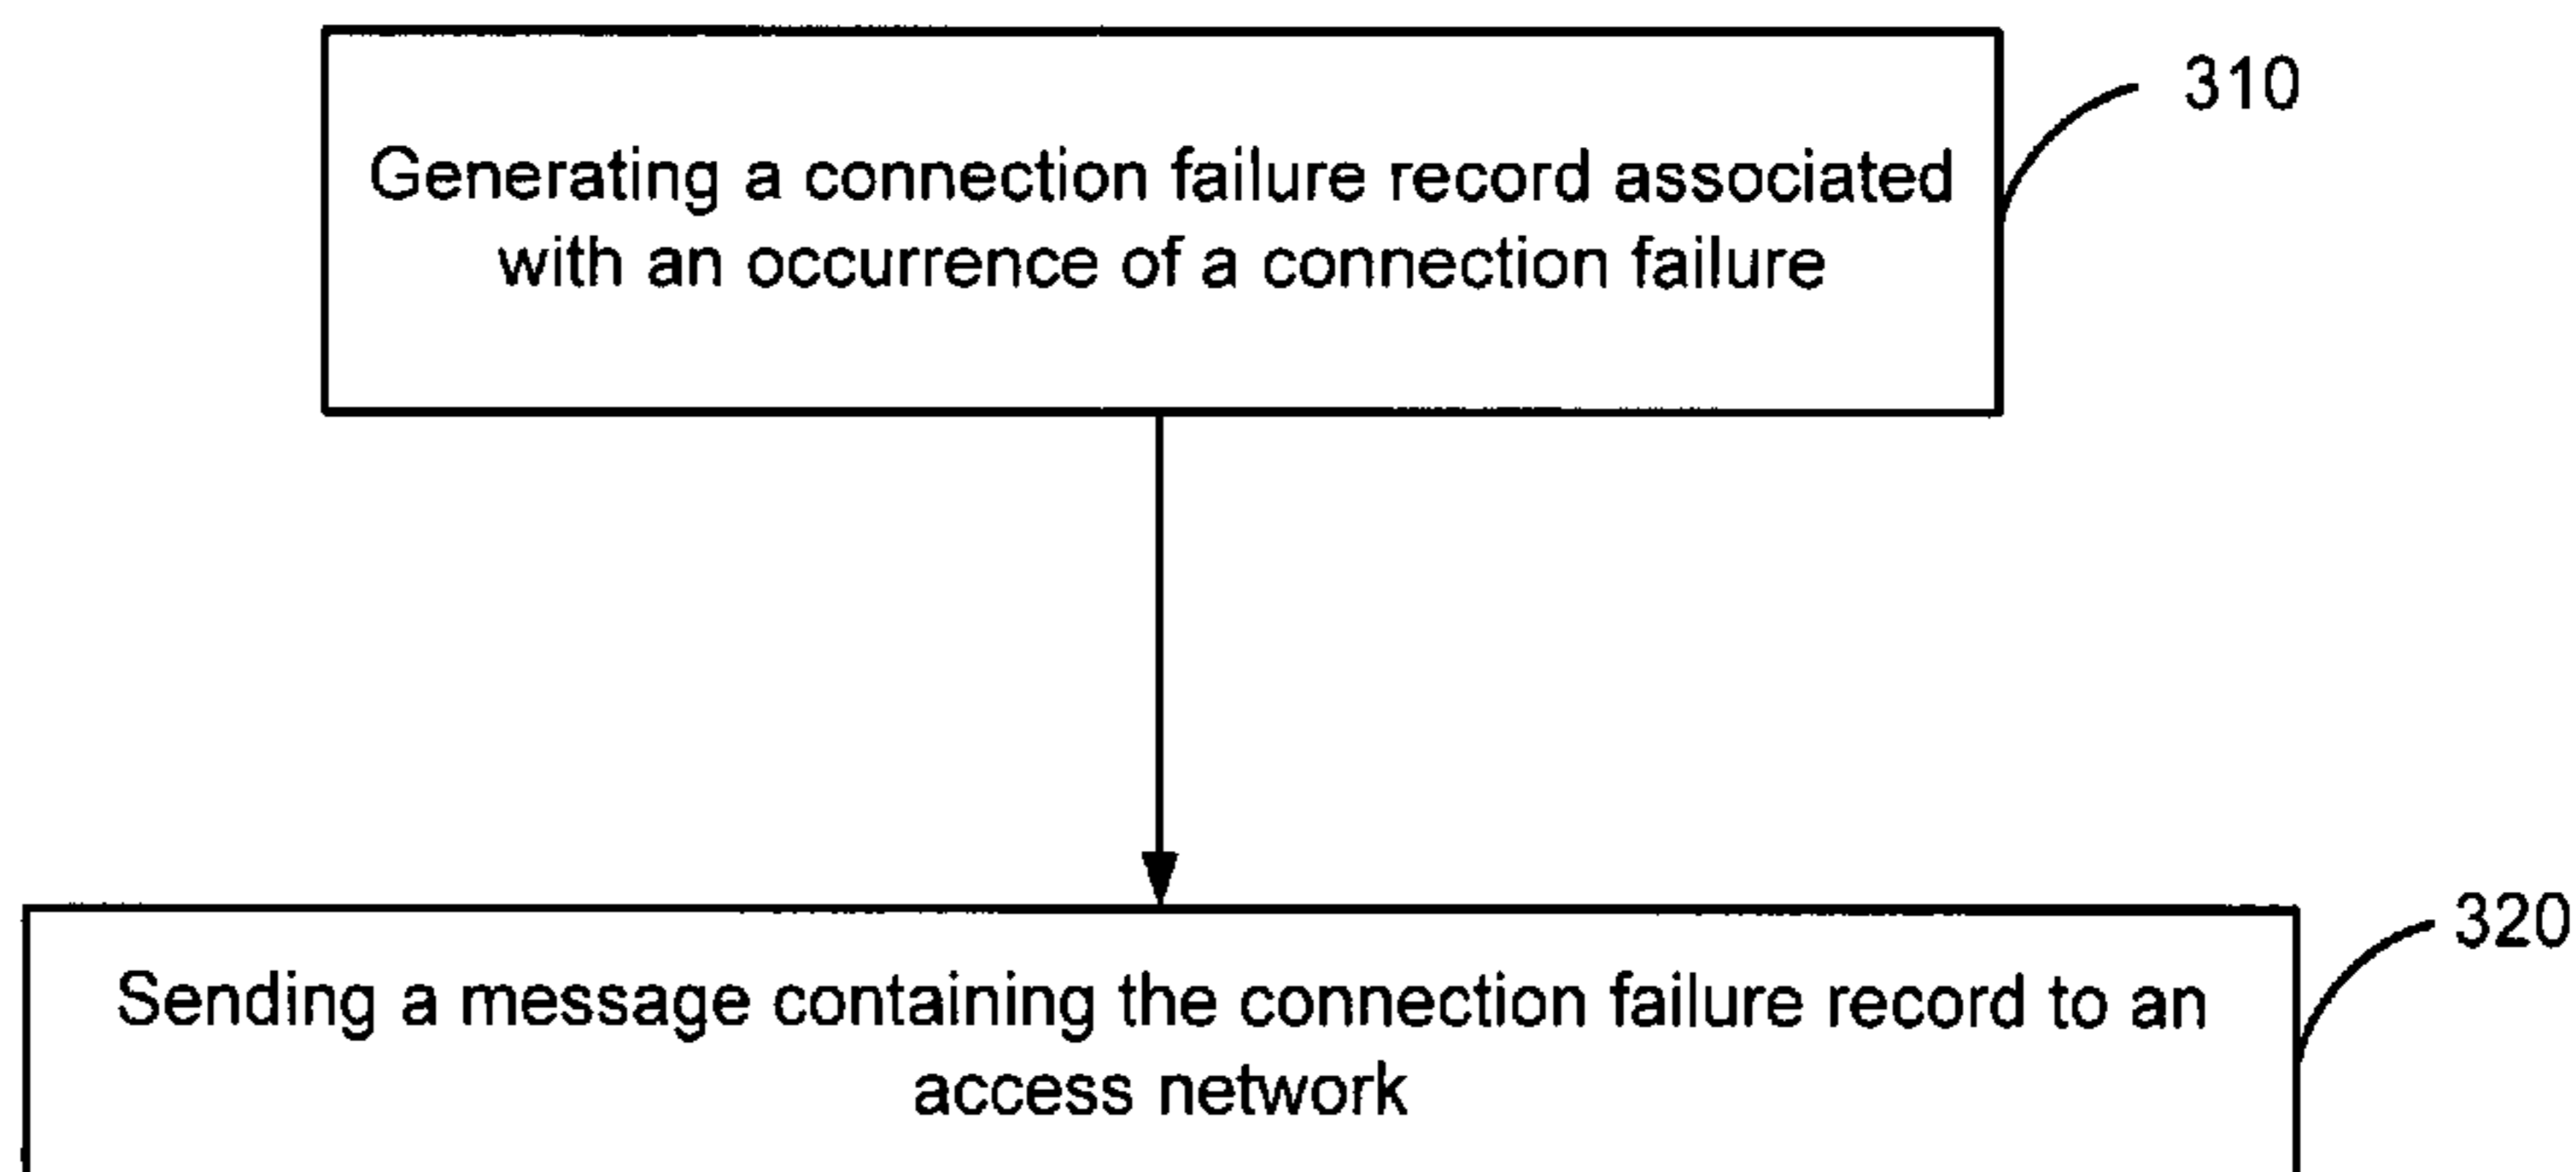 310
Generating a connection failure record associated
with an occurrence of a connection failure
320
Sending a message containing the connection failure record to an
access network